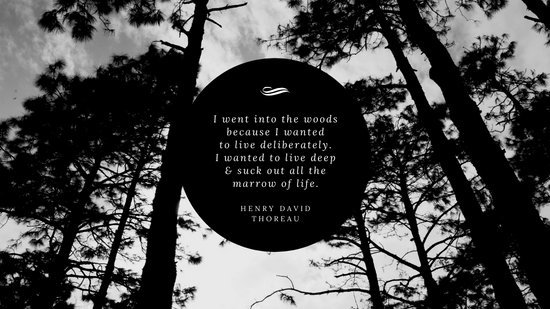 I went into the woods
because I wanted
to live deliberately.
I wanted to live deep
& suck out all the
marrow of life.
HENRY DAVID
THOREAU